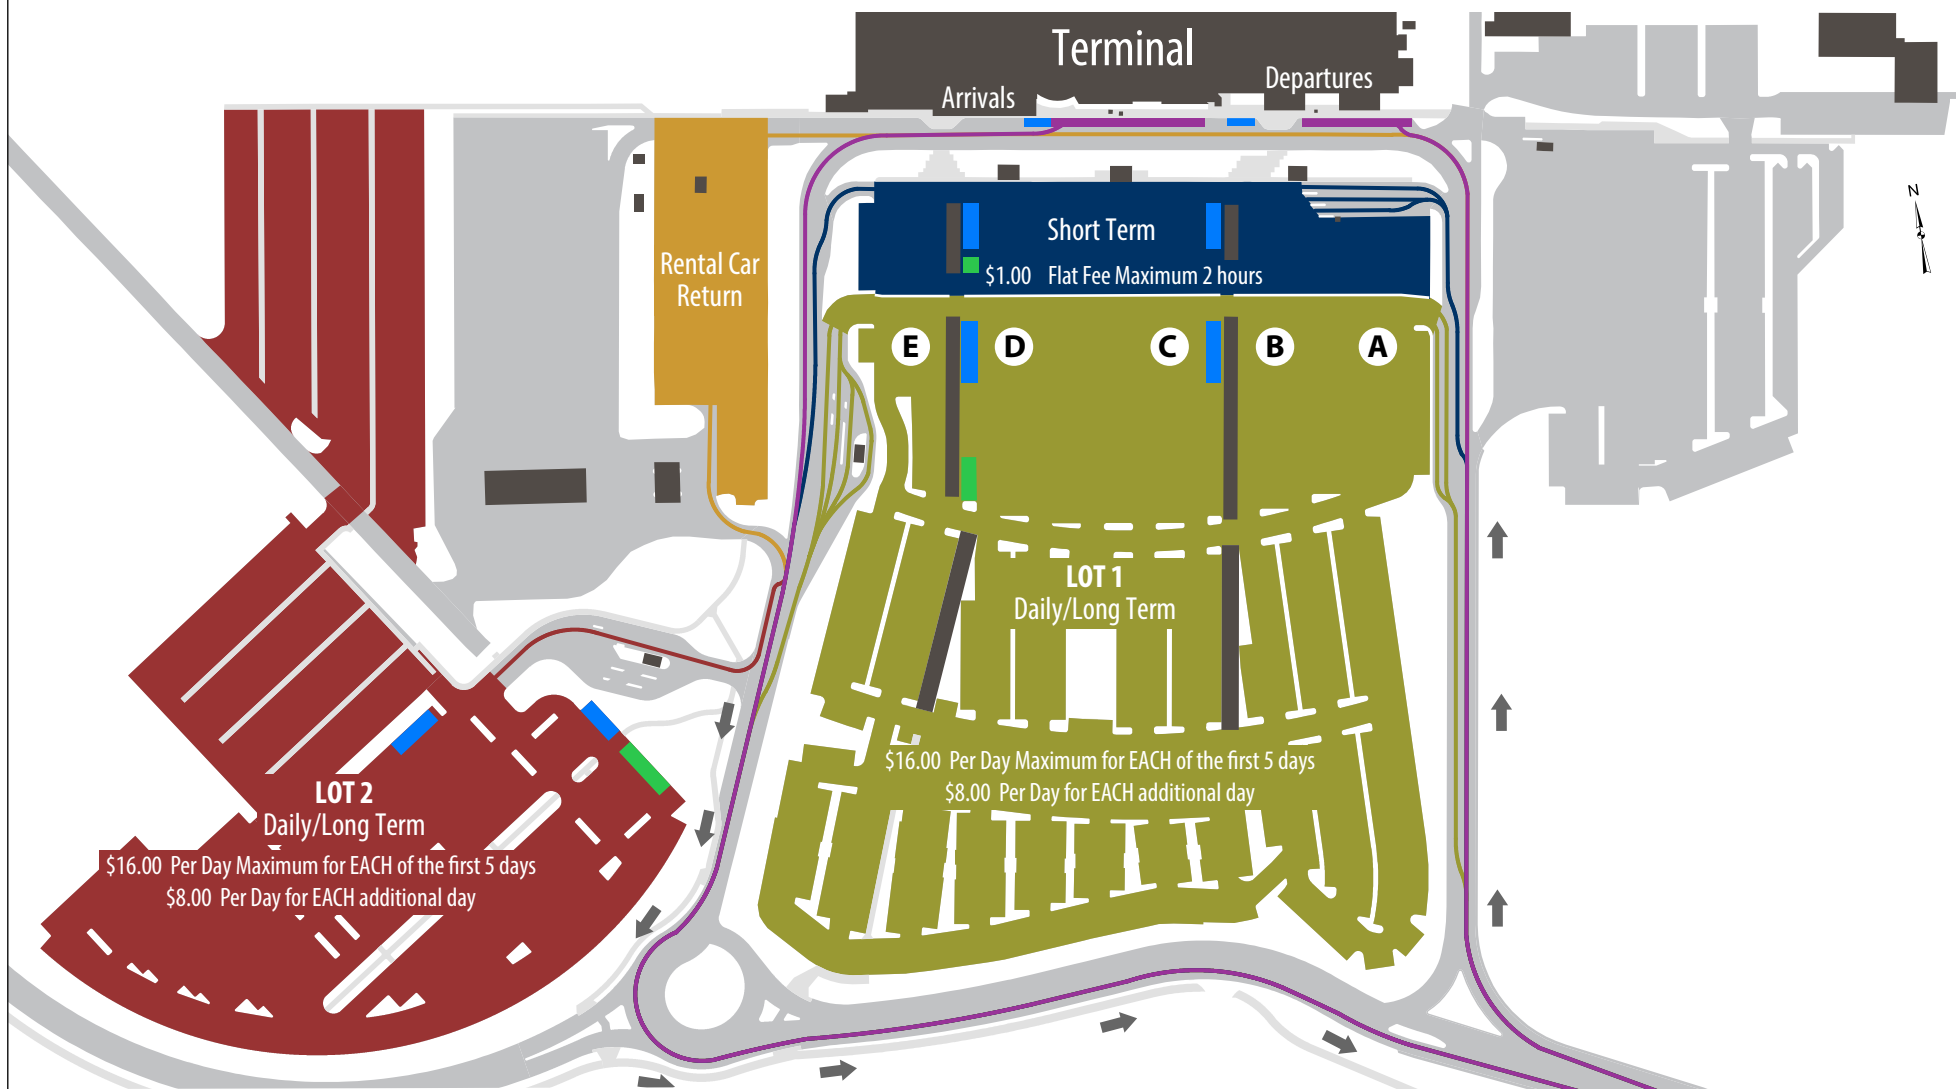 Terminal
Departures
Arrivals
N
Short Term
Rental Car
Return
$1.00 Flat Fee Maximum 2 hours
E D C B A
LOT 1
Daily/Long Term
$16.00 Per Day Maximum for EACH of the first 5 days
$8.00 Per Day for EACH additional day
LOT 2
Daily/Long Term
$16.00 Per Day Maximum for EACH of the first 5 days
$8.00 Per Day for EACH additional day